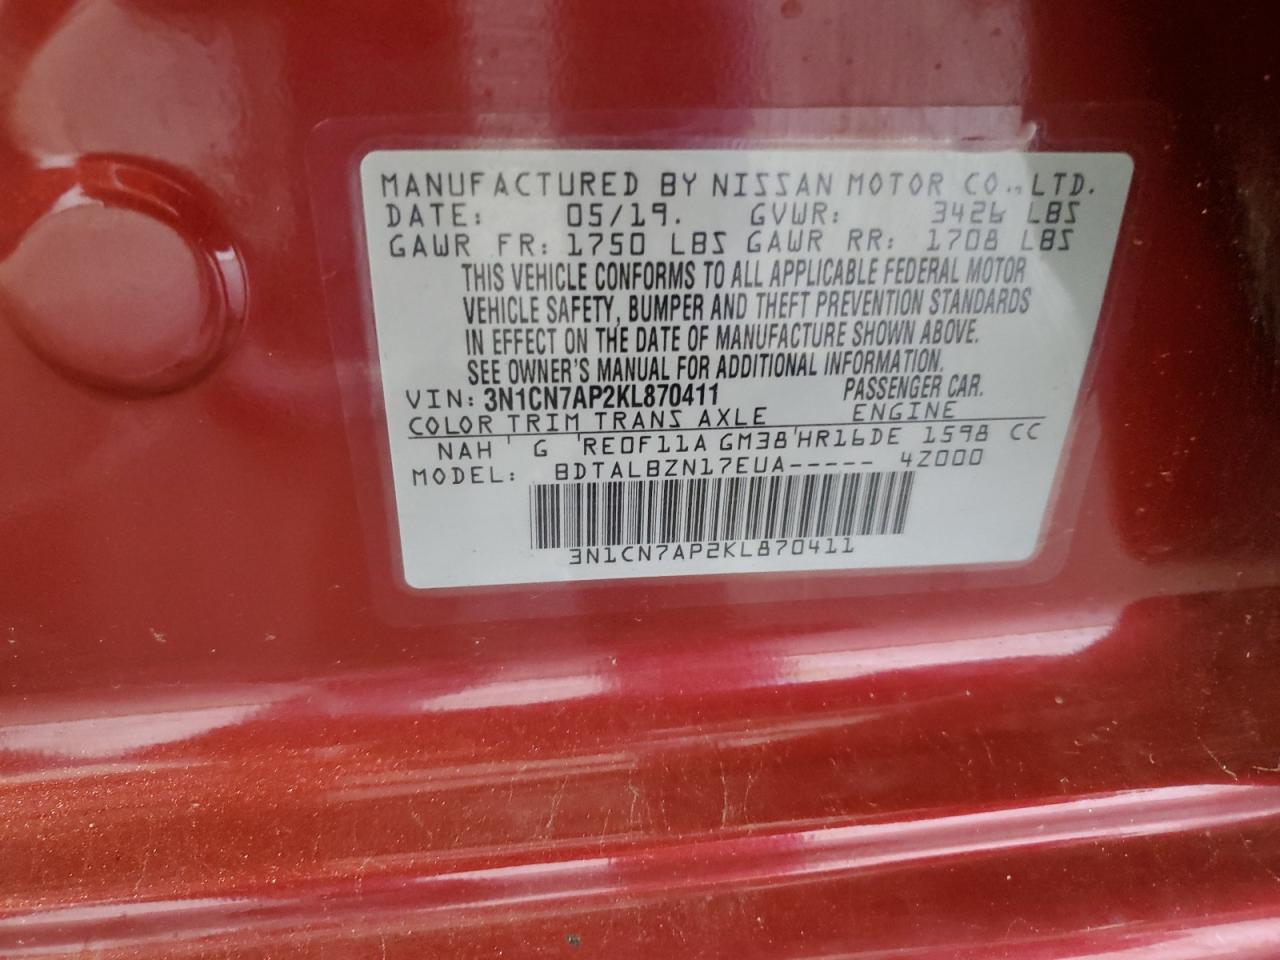 MANUFACTURED BY NISSAN MOTOR CO., LTD.
DATE: 05/19. GVWR: 3426 LBS
GAWR FR: 1750 LBS GAWR RR: 1708 LBS
THIS VEHICLE CONFORMS TO ALL APPLICABLE FEDERAL MOTOR
VEHICLE SAFETY, BUMPER AND THEFT PREVENTION STANDARDS
IN EFFECT ON THE DATE OF MANUFACTURE SHOWN ABOVE.
SEE OWNER'S MANUAL FOR ADDITIONAL INFORMATION.
VIN: 3N1CN7AP2KL870411 PASSENGER CAR.
COLOR TRIM TRANS AXLE ENGINE
NAH G RE0F11A GM38 HR16DE 1598 CC
MODEL: BDTALBZN17EUA----- 4Z000
3N1CN7AP2KL870411